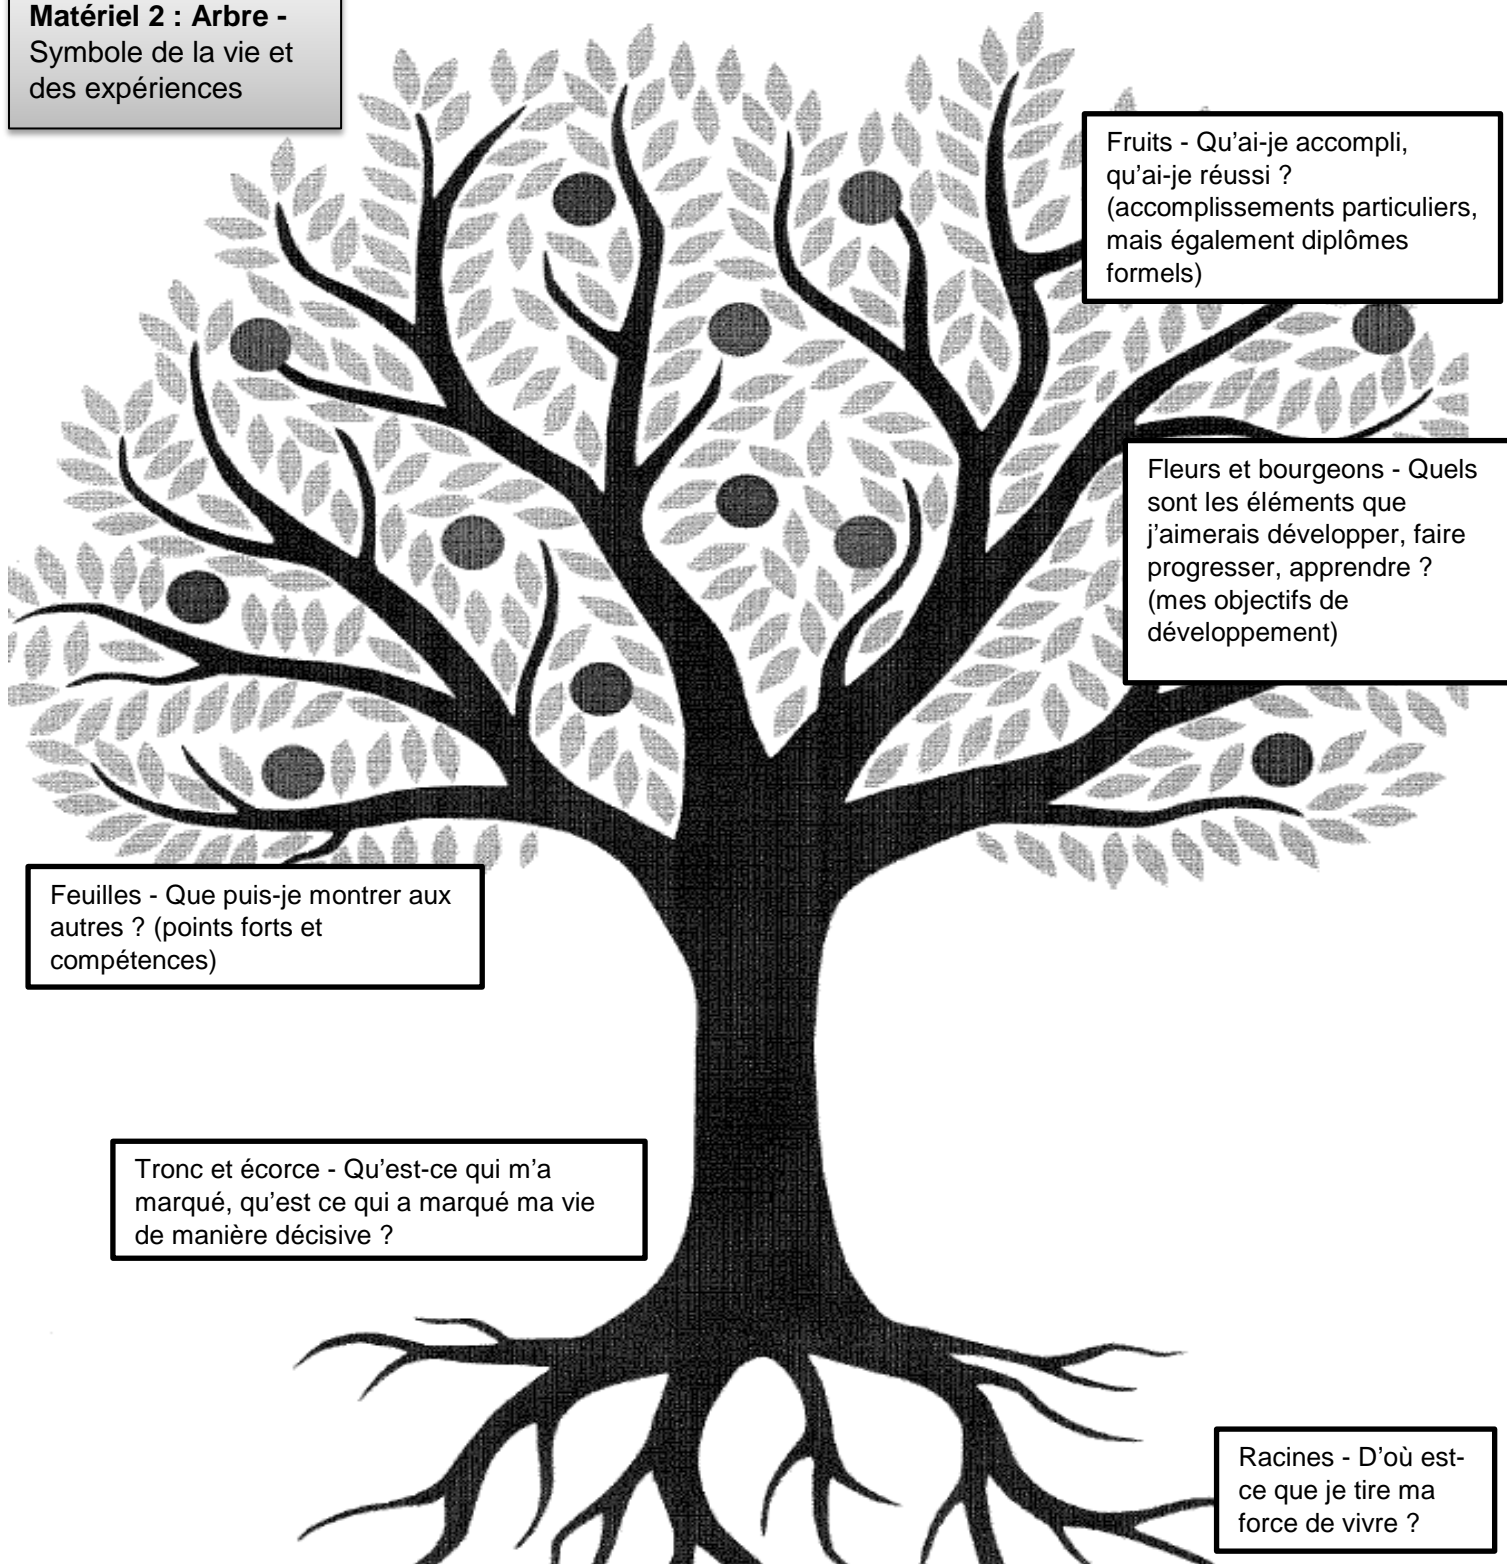 Matériel 2 : Arbre -
Symbole de la vie et
des expériences
Fruits - Qu’ai-je accompli,
qu’ai-je réussi ?
(accomplissements particuliers,
mais également diplômes
formels)
Fleurs et bourgeons - Quels
sont les éléments que
j’aimerais développer, faire
progresser, apprendre ?
(mes objectifs de
développement)
Feuilles - Que puis-je montrer aux
autres ? (points forts et
compétences)
Tronc et écorce - Qu’est-ce qui m’a
marqué, qu’est ce qui a marqué ma vie
de manière décisive ?
Racines - D’où est-
ce que je tire ma
force de vivre ?